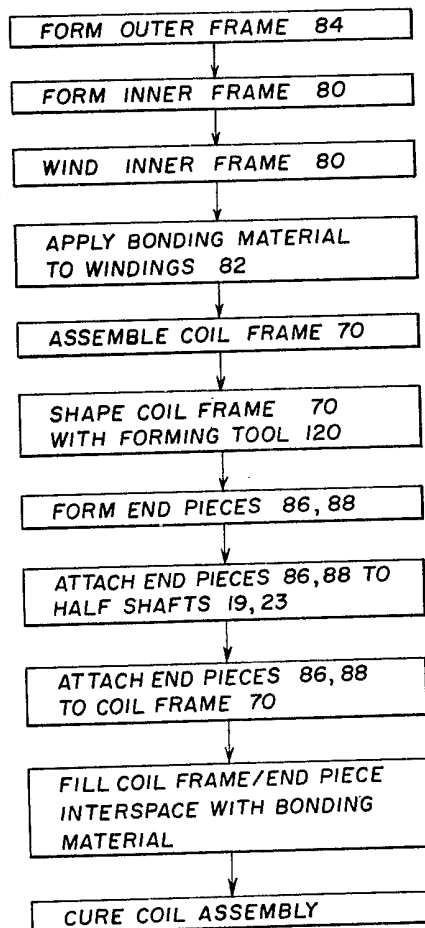 FORM OUTER FRAME 84
FORM INNER FRAME 80
WIND INNER FRAME 80
APPLY BONDING MATERIAL
TO WINDINGS 82
ASSEMBLE COIL FRAME 70
SHAPE COIL FRAME 70
WITH FORMING TOOL 120
FORM END PIECES 86,88
ATTACH END PIECES 86,88 TO
HALF SHAFTS 19,23
ATTACH END PIECES 86,88
TO COIL FRAME 70
FILL COIL FRAME/END PIECE
INTERSPACE WITH BONDING
MATERIAL
CURE COIL ASSEMBLY